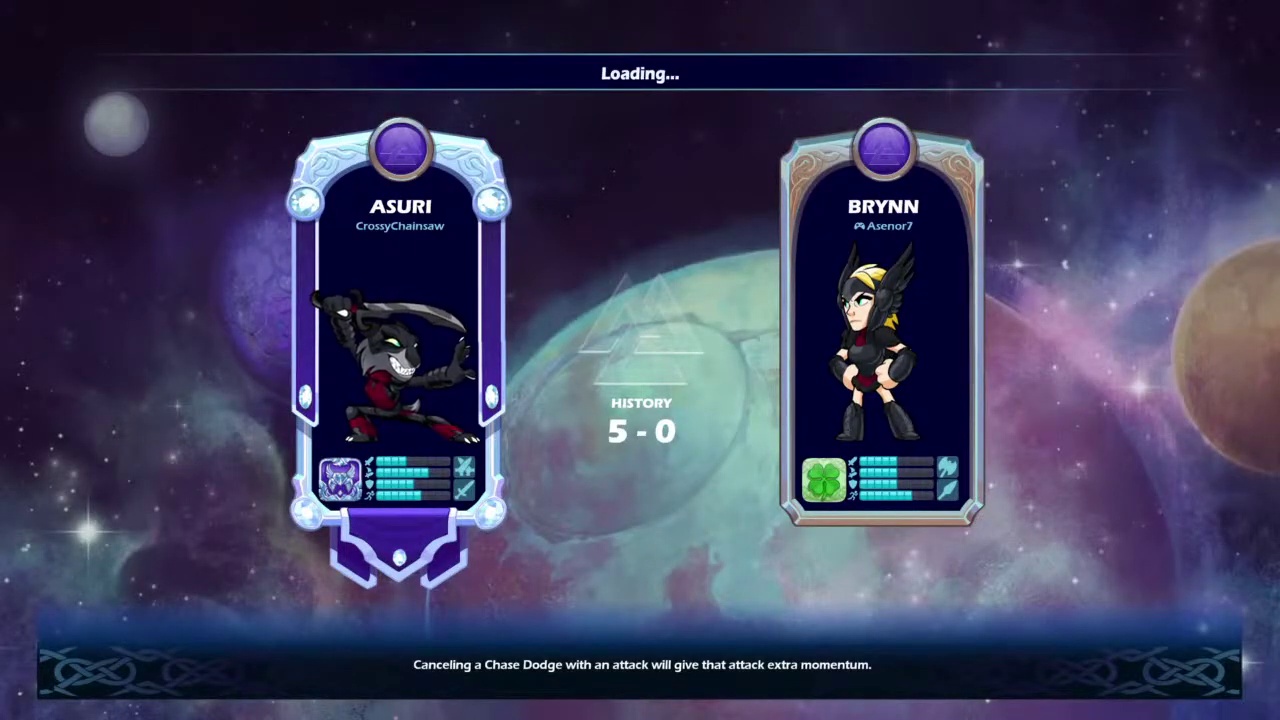 Loading...
ASURI
CrossyChainsaw
BRYNN
Asenor7
HISTORY
5 - 0
Canceling a Chase Dodge with an attack will give that attack extra momentum.